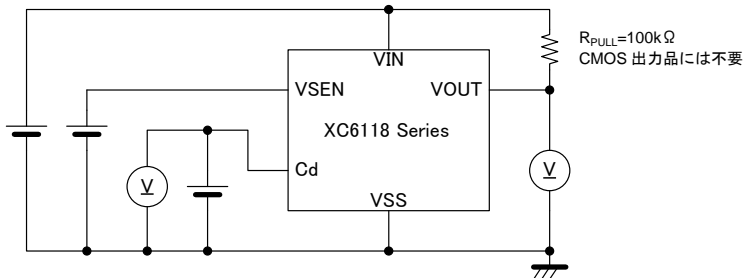 RPULL=100kΩ
CMOS 出力品には不要
VIN
VSEN
VOUT
XC6118 Series
Cd
V
V
VSS